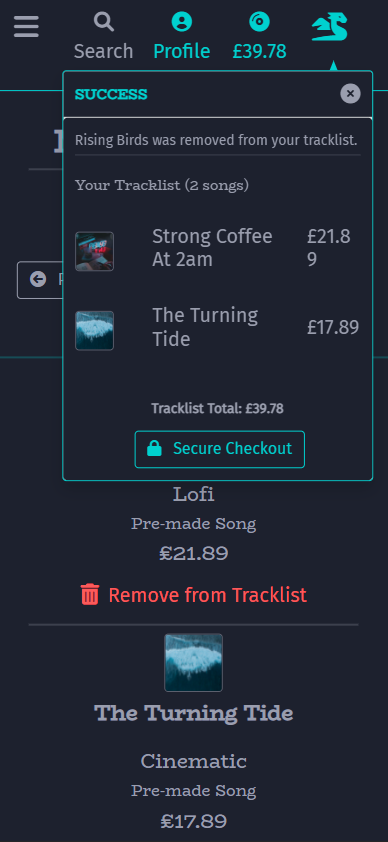 Search
Profile
£39.78
SUCCESS
Rising Birds was removed from your tracklist.
Your Tracklist (2 songs)
Strong Coffee
At 2am
£21.8
9
The Turning
Tide
£17.89
Tracklist Total: £39.78
Secure Checkout
Lofi
Pre-made Song
£21.89
Remove from Tracklist
The Turning Tide
Cinematic
Pre-made Song
£17.89